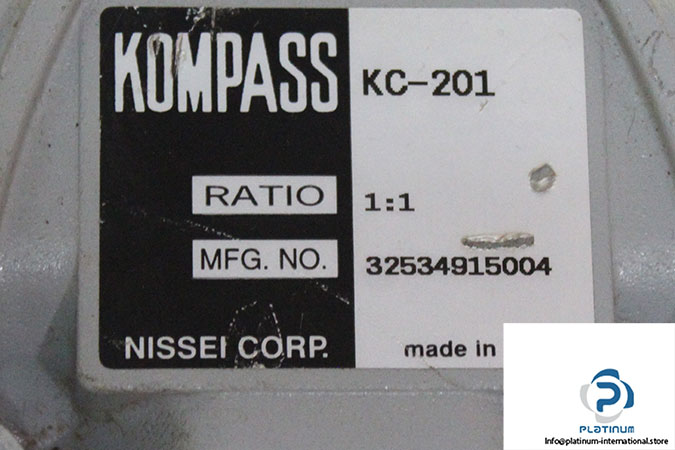 KOMPASS
KC-201
RATIO
1:1
MFG. NO.
32534915004
NISSEI CORP.
made in
PLATINUM
Info@platinum-international.store